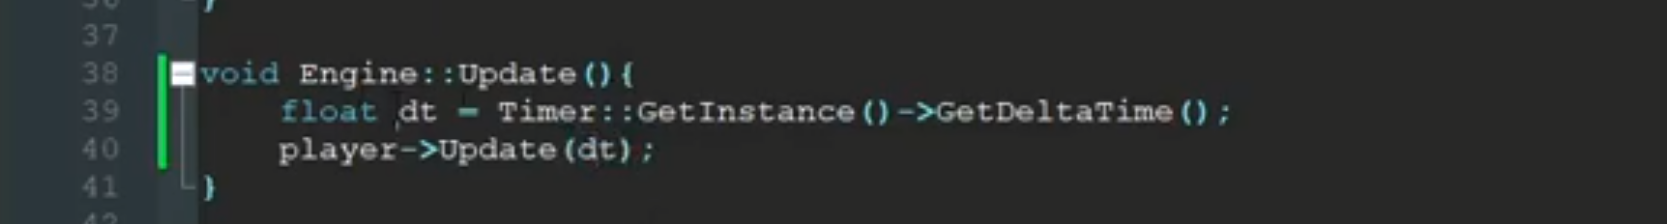 37
38 void Engine::Update(){
39 float dt = Timer::GetInstance()->GetDeltaTime();
40 player->Update(dt);
41 }